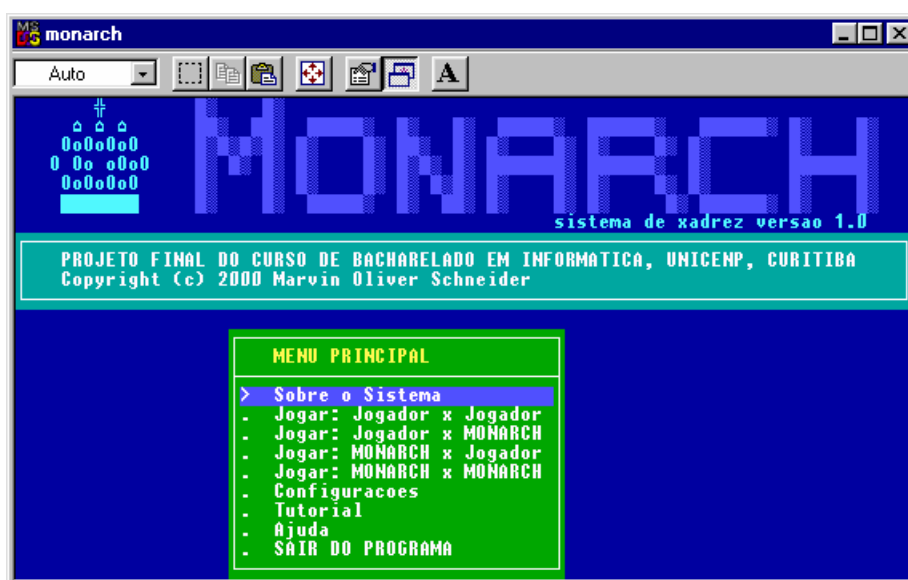 monarch
Auto
A
MONARCH
sistema de xadrez versao 1.0
PROJETO FINAL DO CURSO DE BACHARELADO EM INFORMATICA, UNICENP, CURITIBA
Copyright (c) 2000 Marvin Oliver Schneider
MENU PRINCIPAL
> Sobre o Sistema
. Jogar: Jogador x Jogador
. Jogar: Jogador x MONARCH
. Jogar: MONARCH x Jogador
. Jogar: MONARCH x MONARCH
. Configuracoes
. Tutorial
. Ajuda
. SAIR DO PROGRAMA